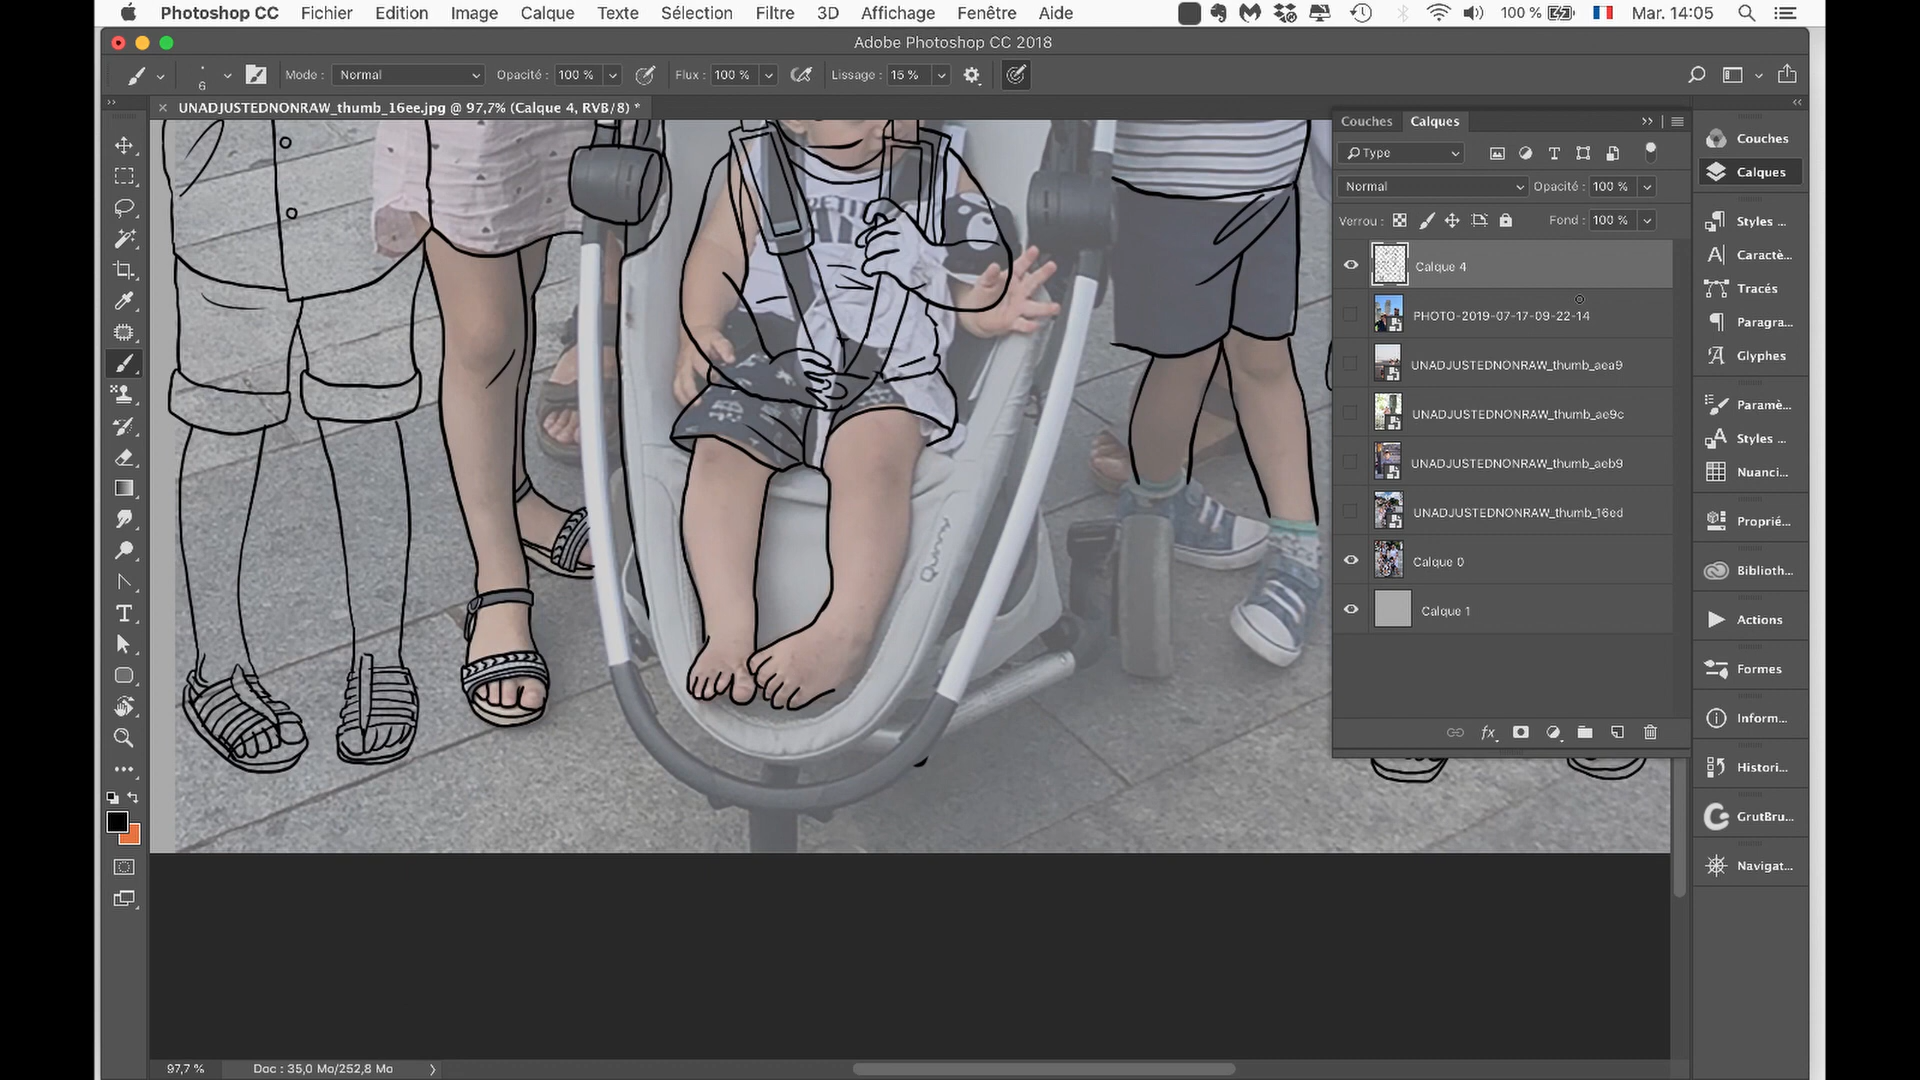 Photoshop CC Fichier Edition Image Calque Texte Sélection Filtre 3D Affichage Fenêtre Aide 100 % Mar. 14:05
Adobe Photoshop CC 2018
6 Mode : Normal Opacité : 100 % Flux : 100 % Lissage : 15 %
UNADJUSTEDNONRAW_thumb_16ee.jpg @ 97,7% (Calque 4, RVB/8) *
Couches Calques
Type
Normal Opacité : 100 %
Verrou : Fond : 100 %
Calque 4
PHOTO-2019-07-17-09-22-14
UNADJUSTEDNONRAW_thumb_aea9
UNADJUSTEDNONRAW_thumb_ae9c
UNADJUSTEDNONRAW_thumb_aeb9
UNADJUSTEDNONRAW_thumb_16ed
Calque 0
Calque 1
fx
Couches
Calques
Styles ...
Caractè...
Tracés
Paragra...
Glyphes
Paramè...
Styles ...
Nuanci...
Proprié...
Biblioth...
Actions
Formes
Inform...
Histori...
GrutBru...
Navigat...
Quinny
97,7 % Doc : 35,0 Mo/252,8 Mo